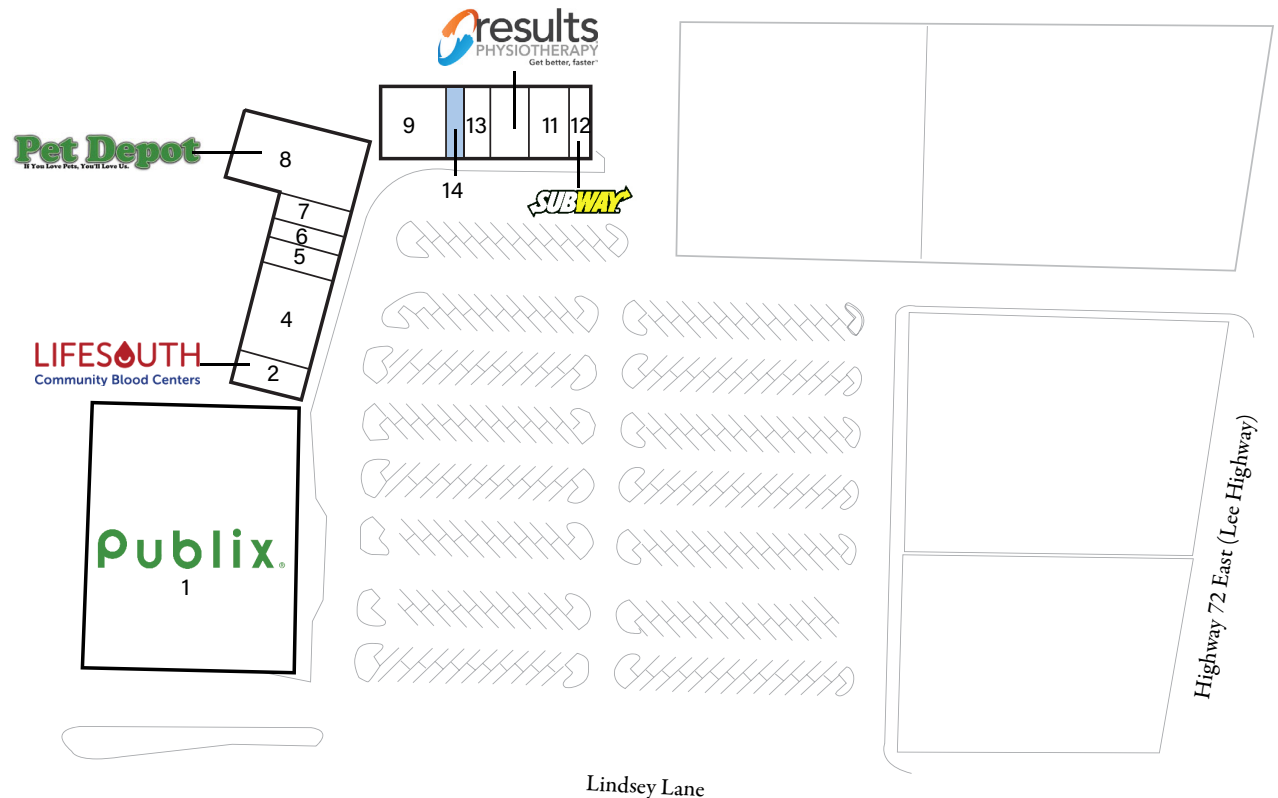 results
PHYSIOTHERAPY
Get better, faster
9
13
11
12
14
SUBWAY
Pet Depot
If You Love Pets, You'll Love Us.
8
7
6
5
4
2
LIFESOUTH
Community Blood Centers
Publix
1
Highway 72 East (Lee Highway)
Lindsey Lane